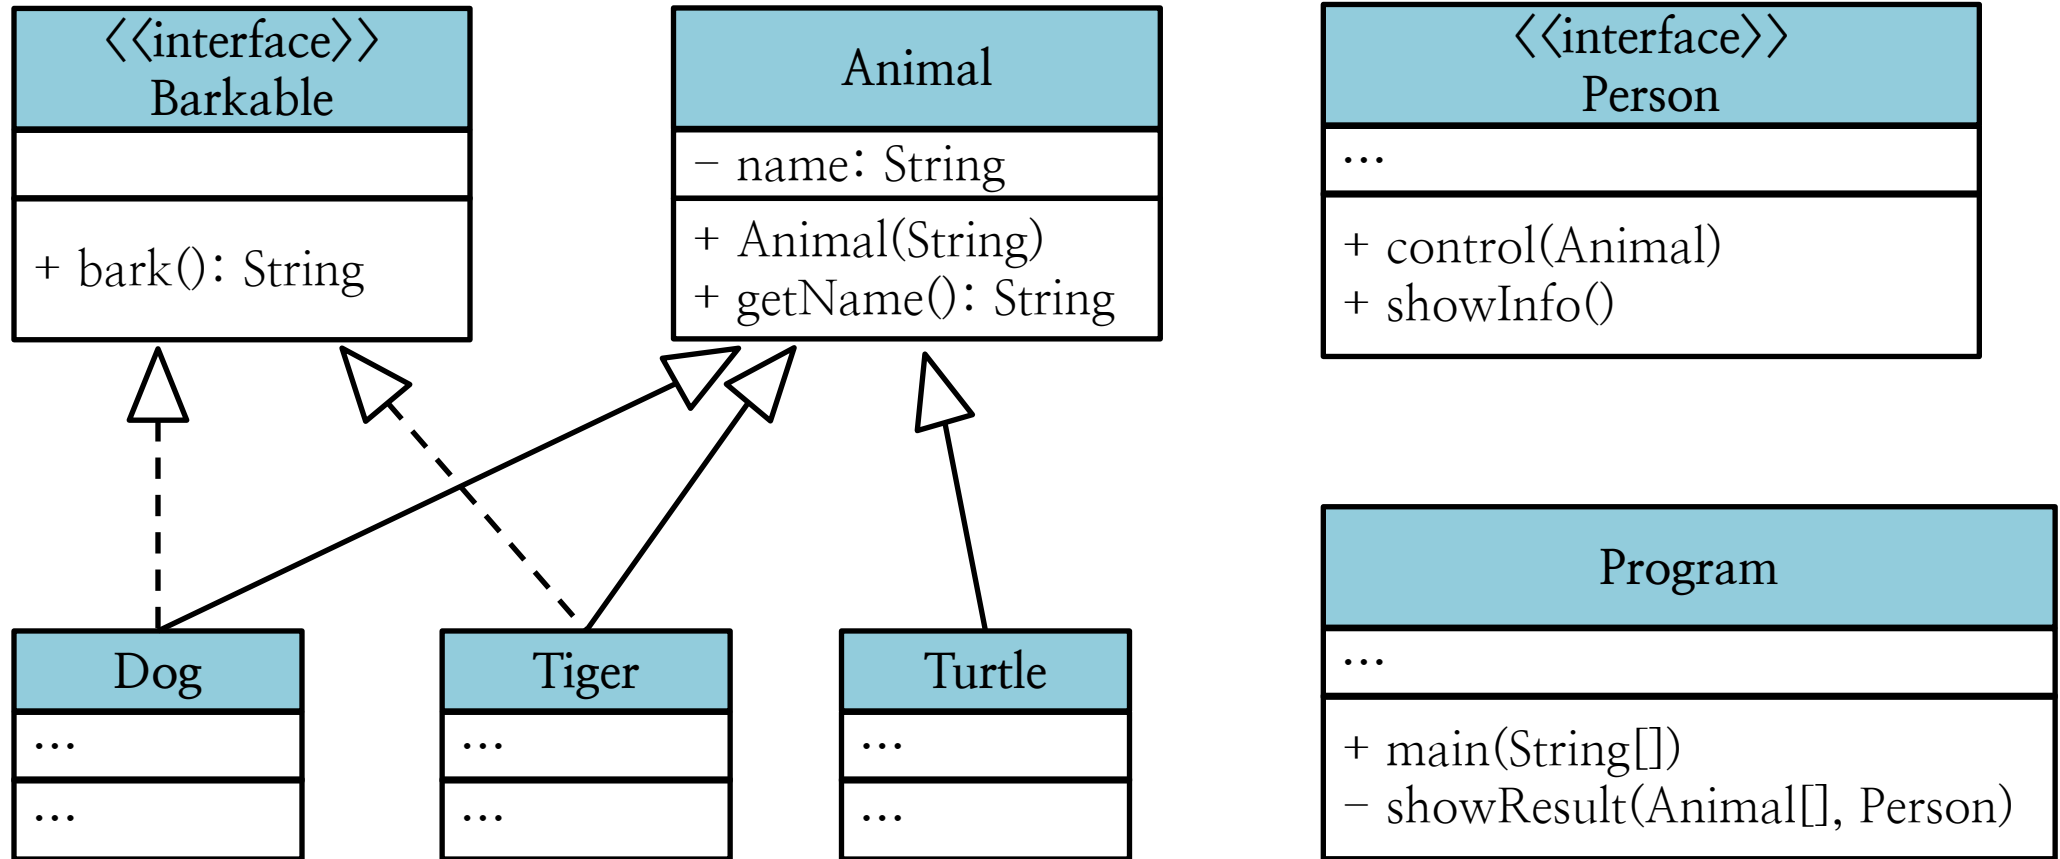 〈〈interface〉〉
Barkable
+ bark(): String
Animal
- name: String
+ Animal(String)
+ getName(): String
〈〈interface〉〉
Person
…
+ control(Animal)
+ showInfo()
Dog
…
…
Tiger
…
…
Turtle
…
…
Program
…
+ main(String[])
- showResult(Animal[], Person)